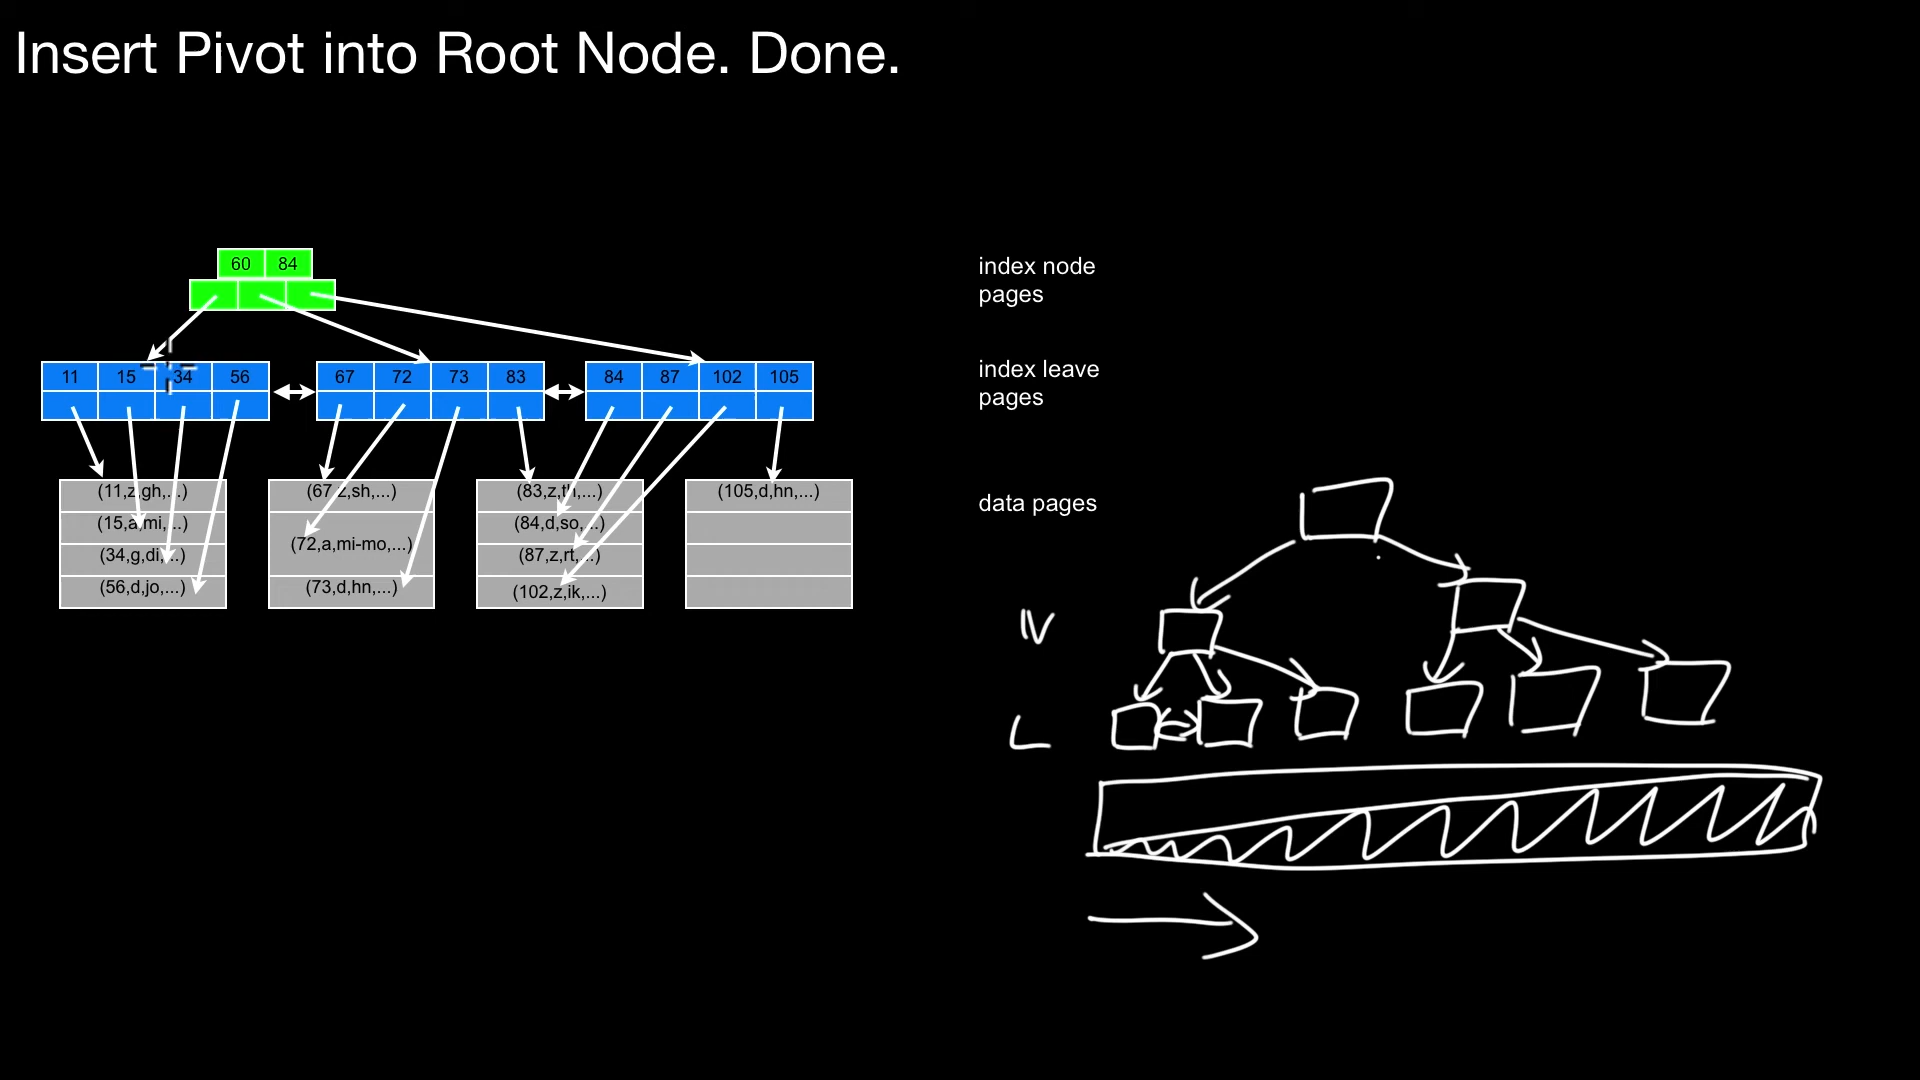 Insert Pivot into Root Node. Done.
60 84
index node
pages
11 15 34 56
67 72 73 83
84 87 102 105
index leave
pages
(11,z,gh,...) (67,z,sh,...) (83,z,th,...) (105,d,hn,...)
(15,a,mi,...) (84,d,so,...)
data pages
(72,a,mi-mo,...)
(34,g,di,...) (87,z,rt,...)
(56,d,jo,...) (73,d,hn,...) (102,z,ik,...)
N
L